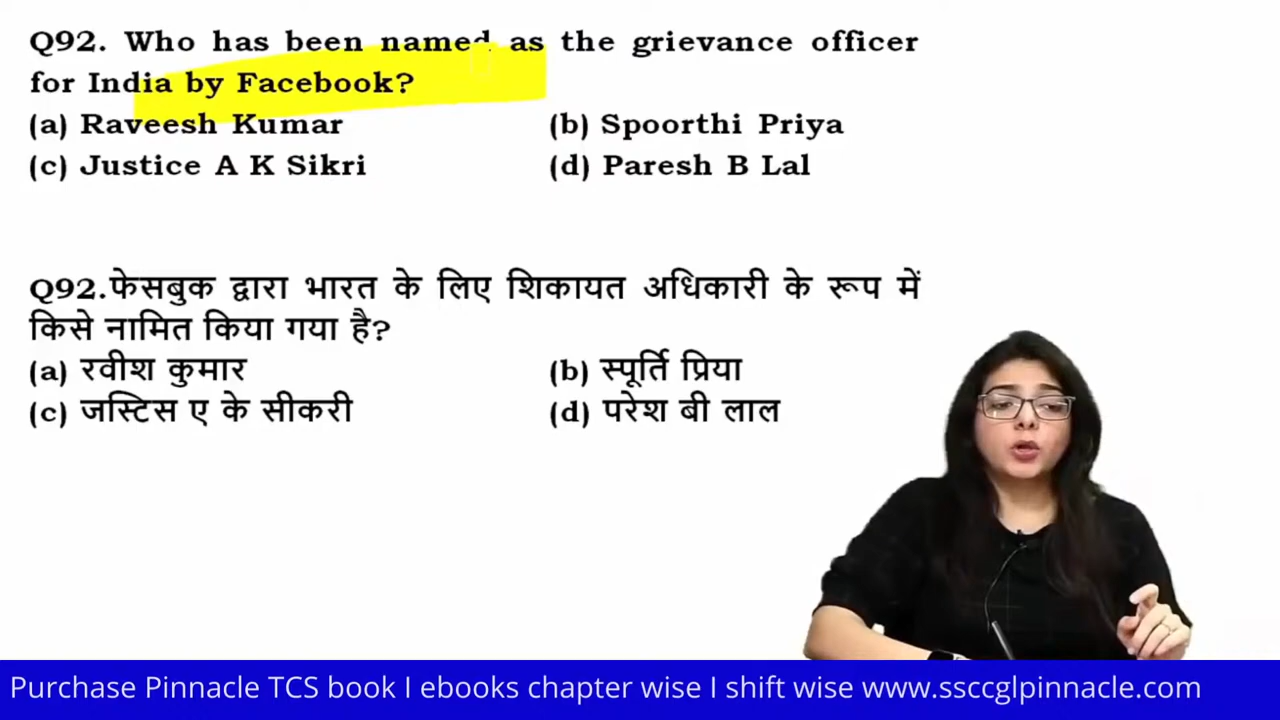 Q92. Who has been named as the grievance officer
for India by Facebook?
(a) Raveesh Kumar (b) Spoorthi Priya
(c) Justice A K Sikri (d) Paresh B Lal
Q92.फेसबुक द्वारा भारत के लिए शिकायत अधिकारी के रूप में
किसे नामित किया गया है?
(a) रवीश कुमार (b) स्पूर्ति प्रिया
(c) जस्टिस ए के सीकरी (d) परेश बी लाल
Purchase Pinnacle TCS book I ebooks chapter wise I shift wise www.ssccglpinnacle.com